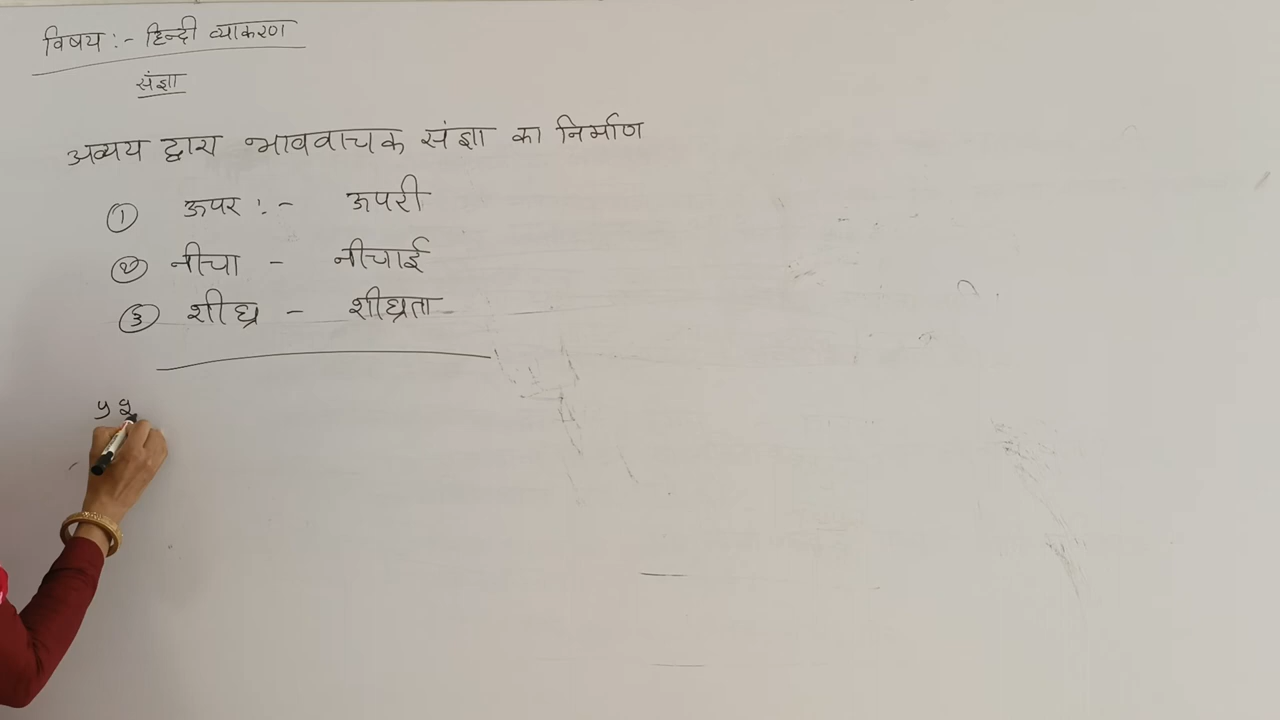 विषय :- हिन्दी व्याकरण
संज्ञा
अव्यय द्वारा भाववाचक संज्ञा का निर्माण
① ऊपर :- ऊपरी
② नीचा - नीचाई
③ शीघ्र - शीघ्रता